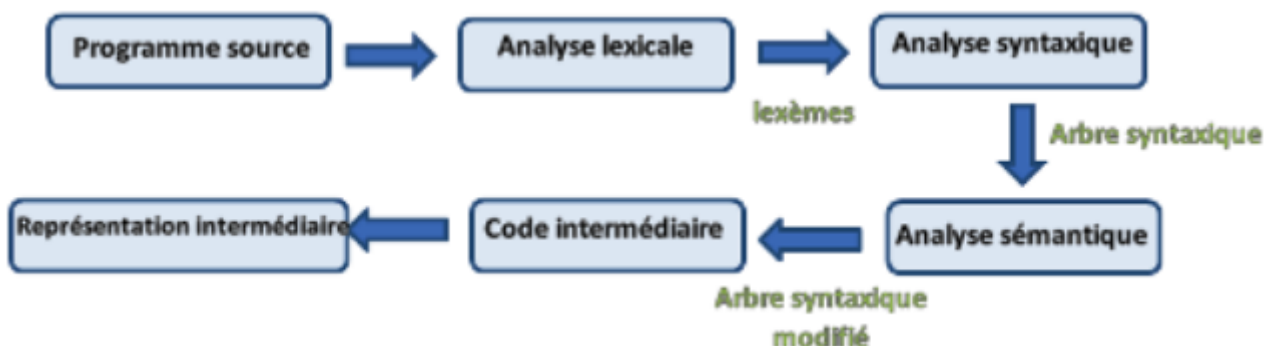 Programme source
Analyse lexicale
Analyse syntaxique
lexèmes
Arbre syntaxique
Analyse sémantique
Arbre syntaxique
modifié
Code intermédiaire
Représentation intermédiaire